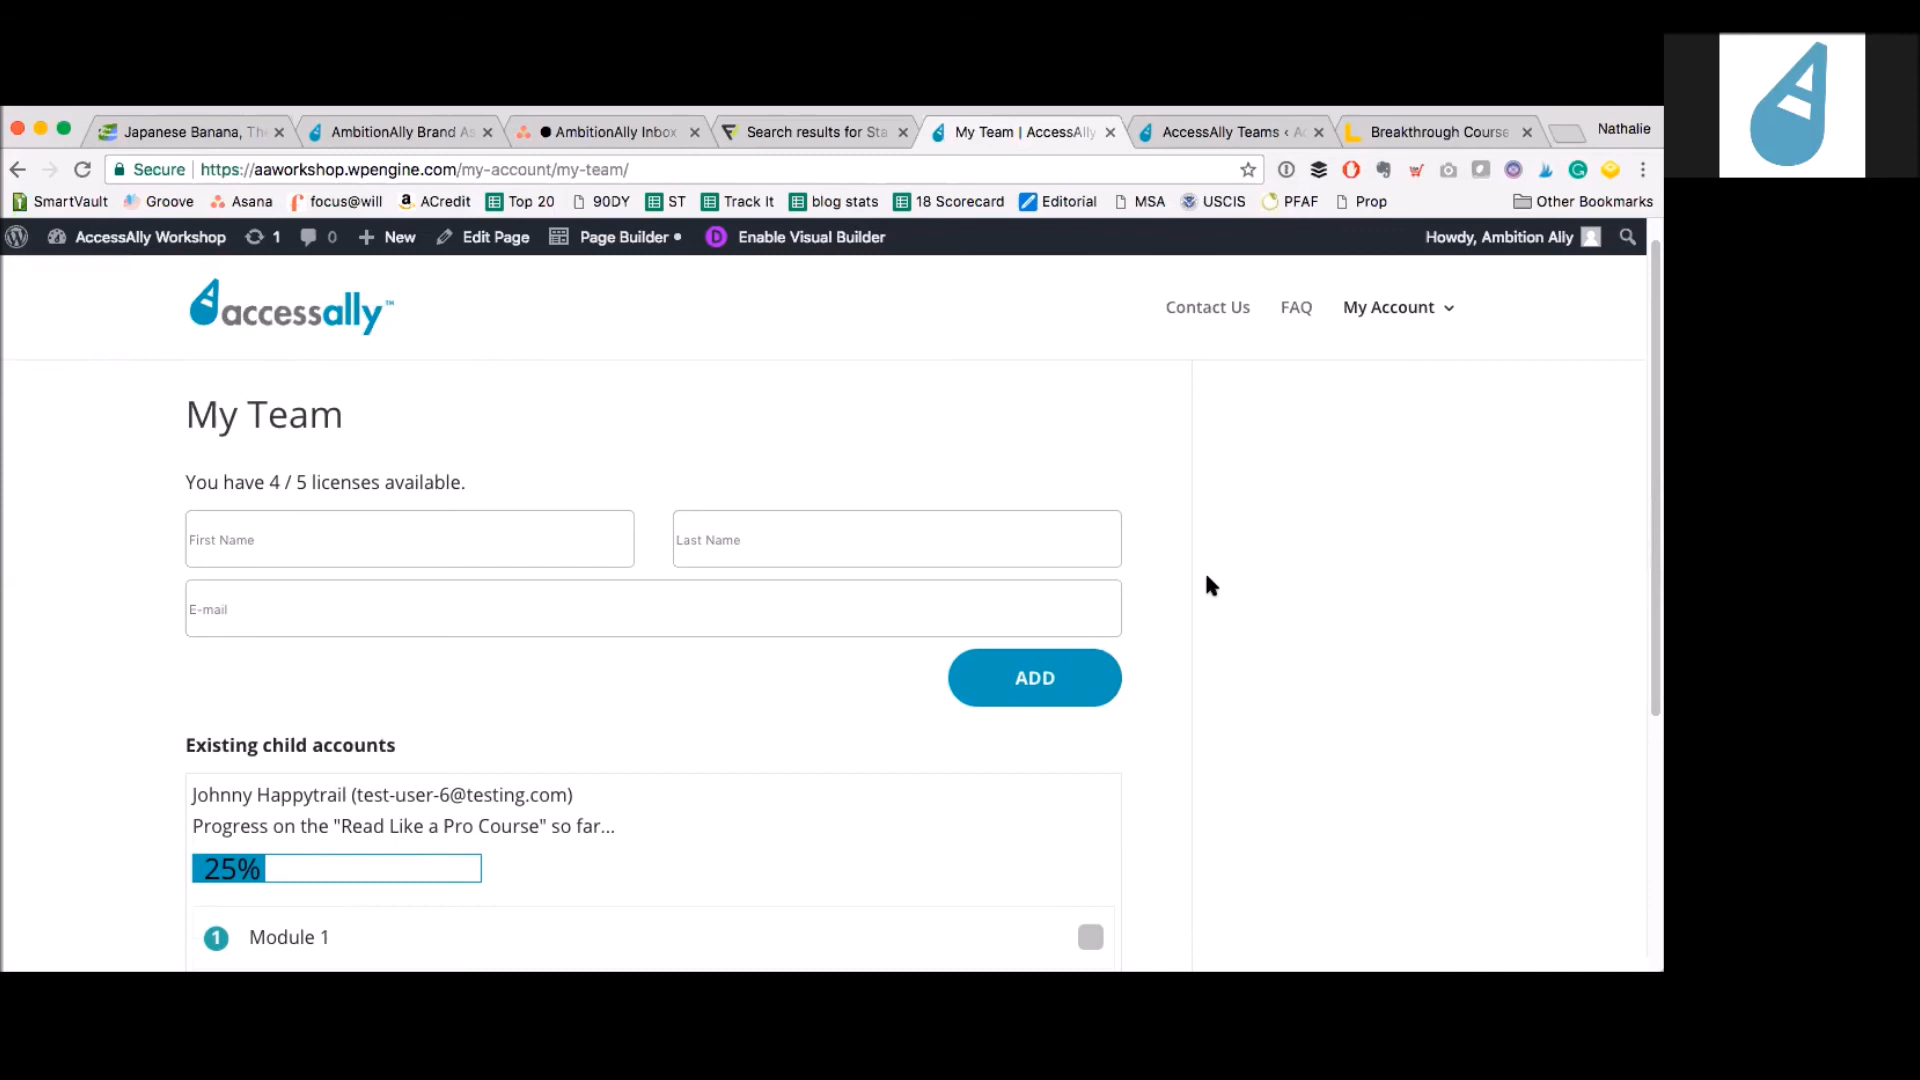 Japanese Banana, Th
AmbitionAlly Brand As
AmbitionAlly Inbox
Search results for Sta
My Team | AccessAlly
AccessAlly Teams ‹ Ac
Breakthrough Course
Nathalie
Secure
https://aaworkshop.wpengine.com/my-account/my-team/
SmartVault
Groove
Asana
focus@will
ACredit
Top 20
90DY
ST
Track It
blog stats
18 Scorecard
Editorial
MSA
USCIS
PFAF
Prop
Other Bookmarks
AccessAlly Workshop
1
0
New
Edit Page
Page Builder
Enable Visual Builder
Howdy, Ambition Ally
accessally™
Contact Us
FAQ
My Account
My Team
You have 4 / 5 licenses available.
First Name
Last Name
E-mail
ADD
Existing child accounts
Johnny Happytrail (test-user-6@testing.com)
Progress on the "Read Like a Pro Course" so far...
25%
1 Module 1